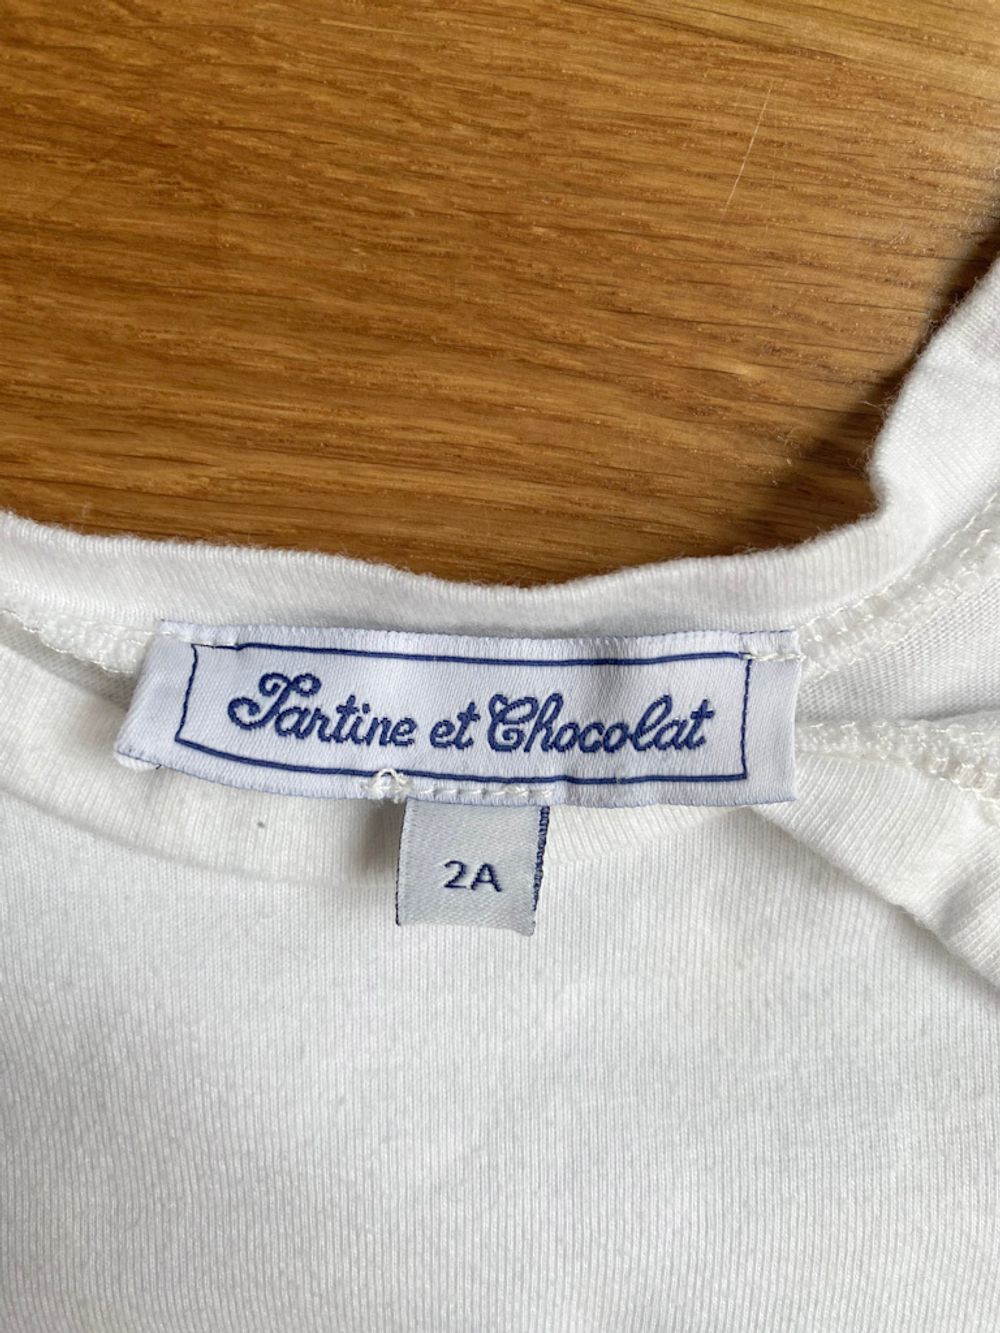 Tartine et Chocolat
2A